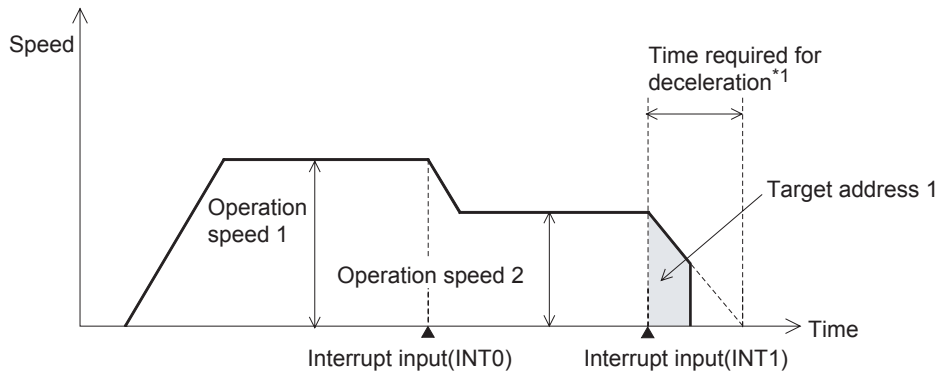 Speed
Time required for
deceleration*1
Target address 1
Operation
speed 1
Operation speed 2
Time
Interrupt input(INT0)
Interrupt input(INT1)